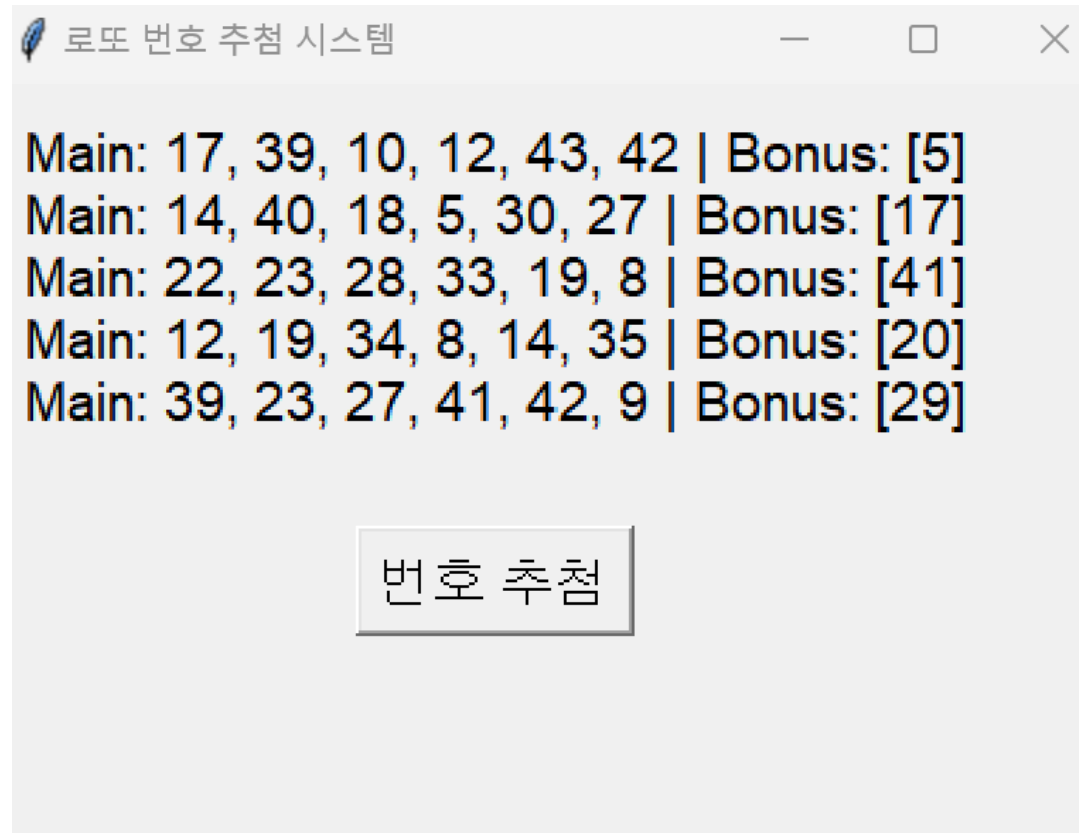 로또 번호 추첨 시스템
Main: 17, 39, 10, 12, 43, 42 | Bonus: [5]
Main: 14, 40, 18, 5, 30, 27 | Bonus: [17]
Main: 22, 23, 28, 33, 19, 8 | Bonus: [41]
Main: 12, 19, 34, 8, 14, 35 | Bonus: [20]
Main: 39, 23, 27, 41, 42, 9 | Bonus: [29]
번호 추첨